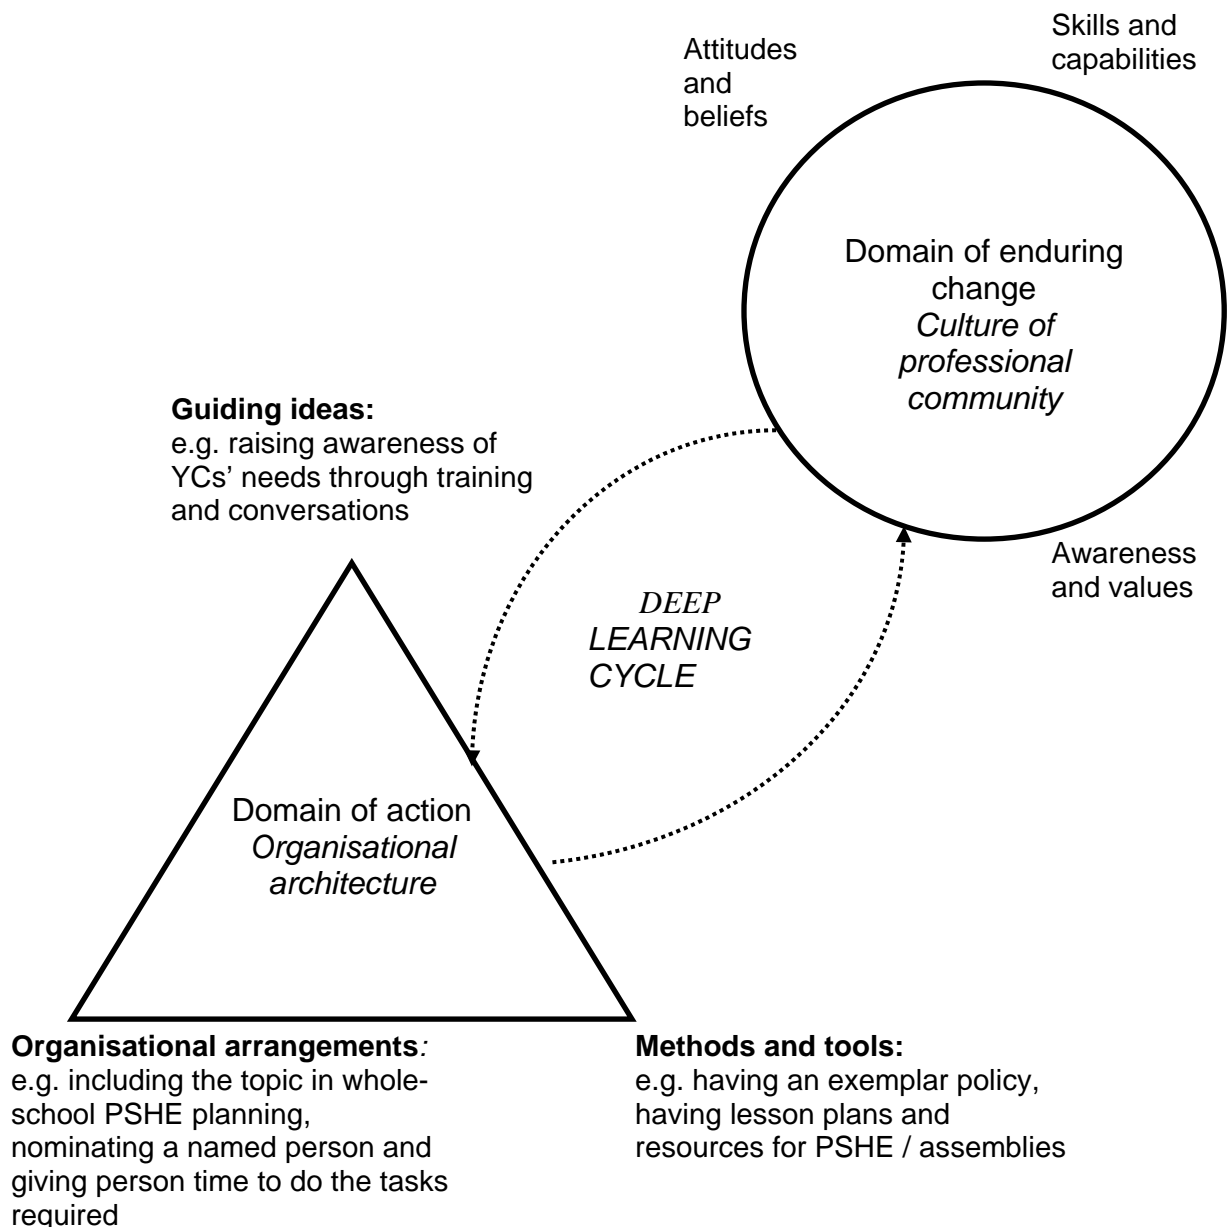 Attitudes
and
beliefs
Skills and
capabilities
Domain of enduring
change
Culture of
professional
community
Guiding ideas:
e.g. raising awareness of
YCs’ needs through training
and conversations
Awareness
and values
DEEP
LEARNING
CYCLE
Domain of action
Organisational
architecture
Organisational arrangements:
e.g. including the topic in whole-
school PSHE planning,
nominating a named person and
giving person time to do the tasks
required
Methods and tools:
e.g. having an exemplar policy,
having lesson plans and
resources for PSHE / assemblies